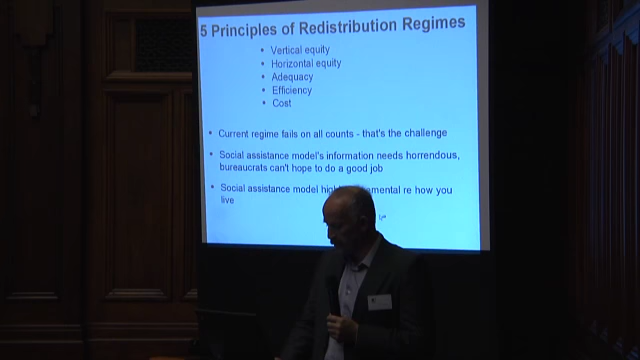 5 Principles of Redistribution Regimes
• Vertical equity
• Horizontal equity
• Adequacy
• Efficiency
• Cost
• Current regime fails on all counts - that's the challenge
• Social assistance model's information needs horrendous,
bureaucrats can't hope to do a good job
• Social assistance model re how you
live